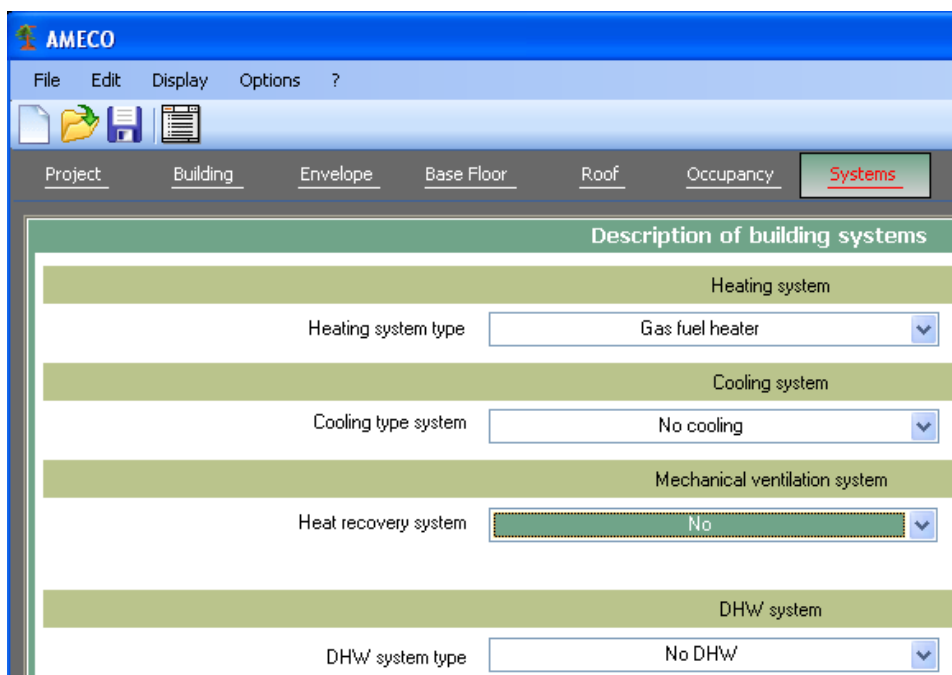 AMECO
File Edit Display Options ?
Project Building Envelope Base Floor Roof Occupancy Systems
Description of building systems
Heating system
Heating system type Gas fuel heater
Cooling system
Cooling type system No cooling
Mechanical ventilation system
Heat recovery system No
DHW system
DHW system type No DHW